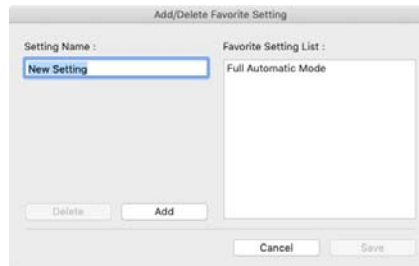 Add/Delete Favorite Setting
Setting Name :
New Setting
Favorite Setting List :
Full Automatic Mode
Delete
Add
Cancel
Save